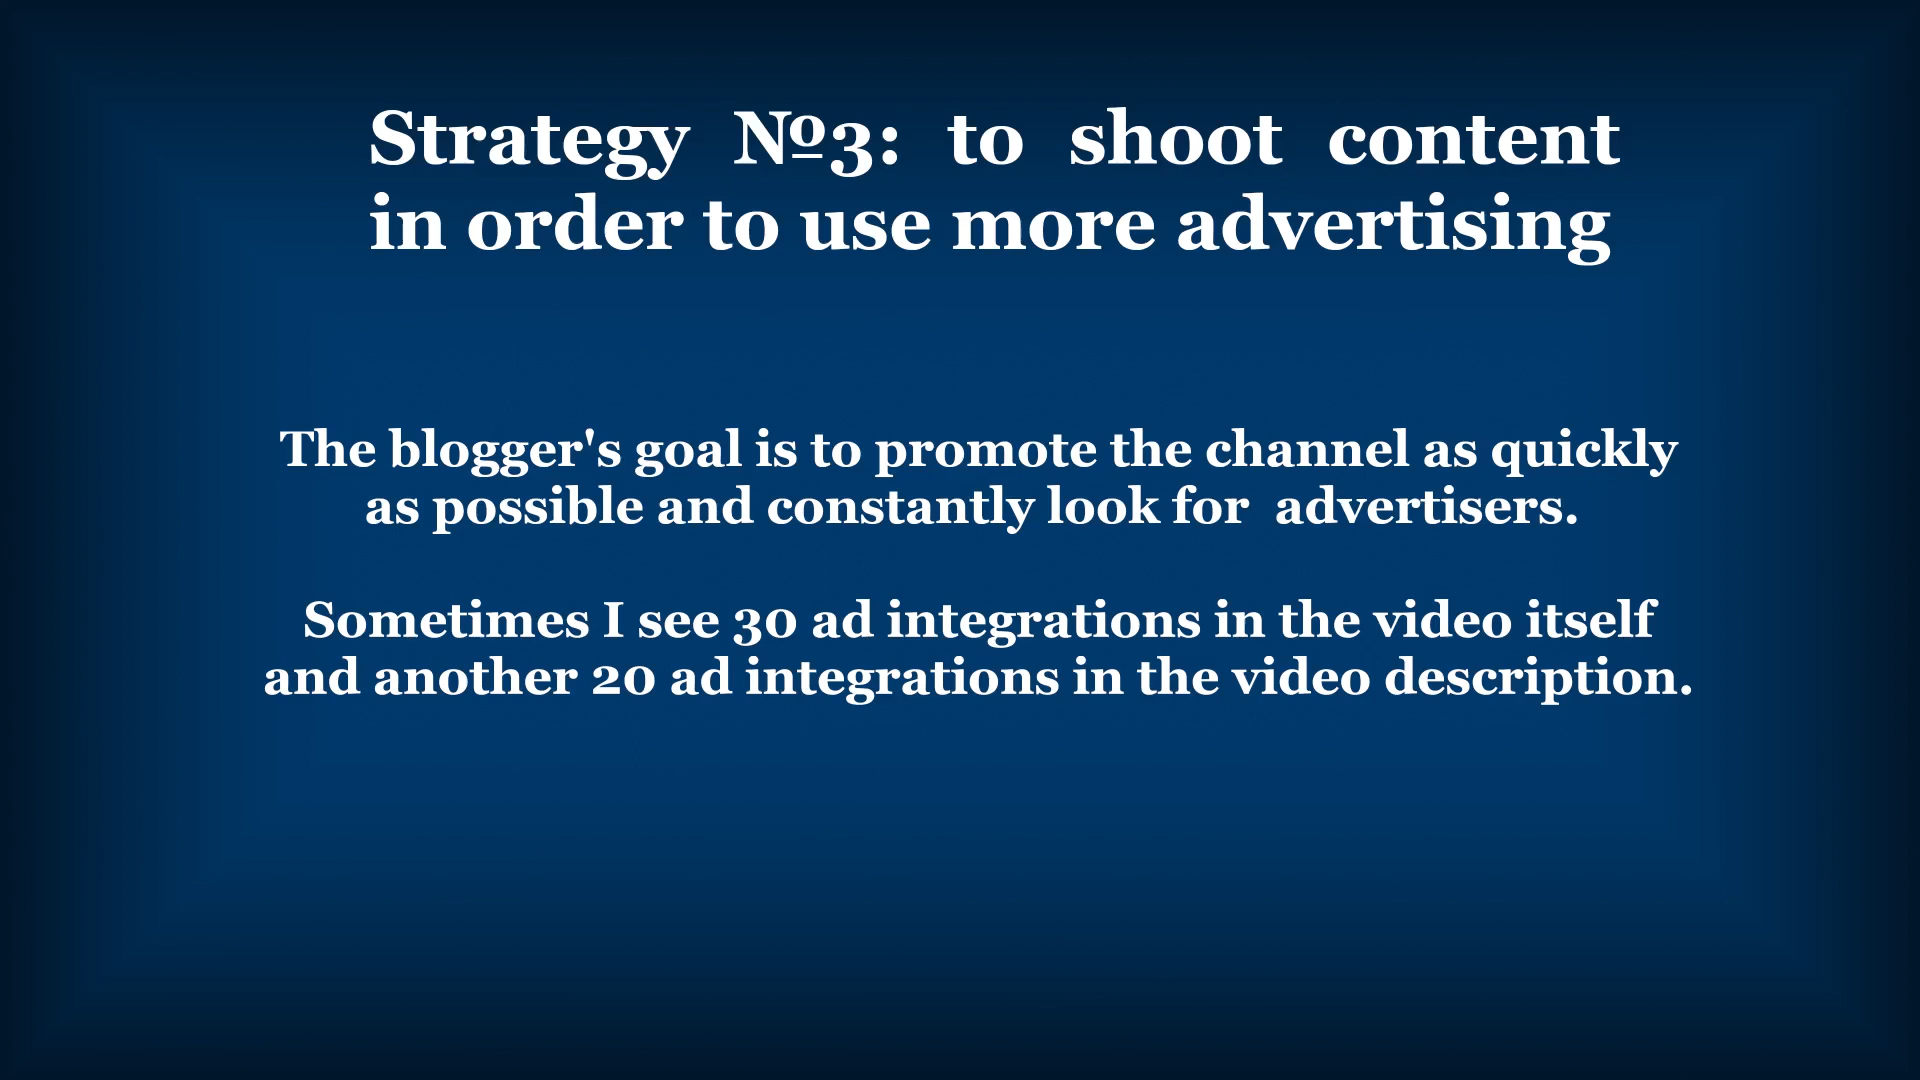 Strategy №3: to shoot content
in order to use more advertising
The blogger's goal is to promote the channel as quickly
as possible and constantly look for  advertisers.
Sometimes I see 30 ad integrations in the video itself
and another 20 ad integrations in the video description.